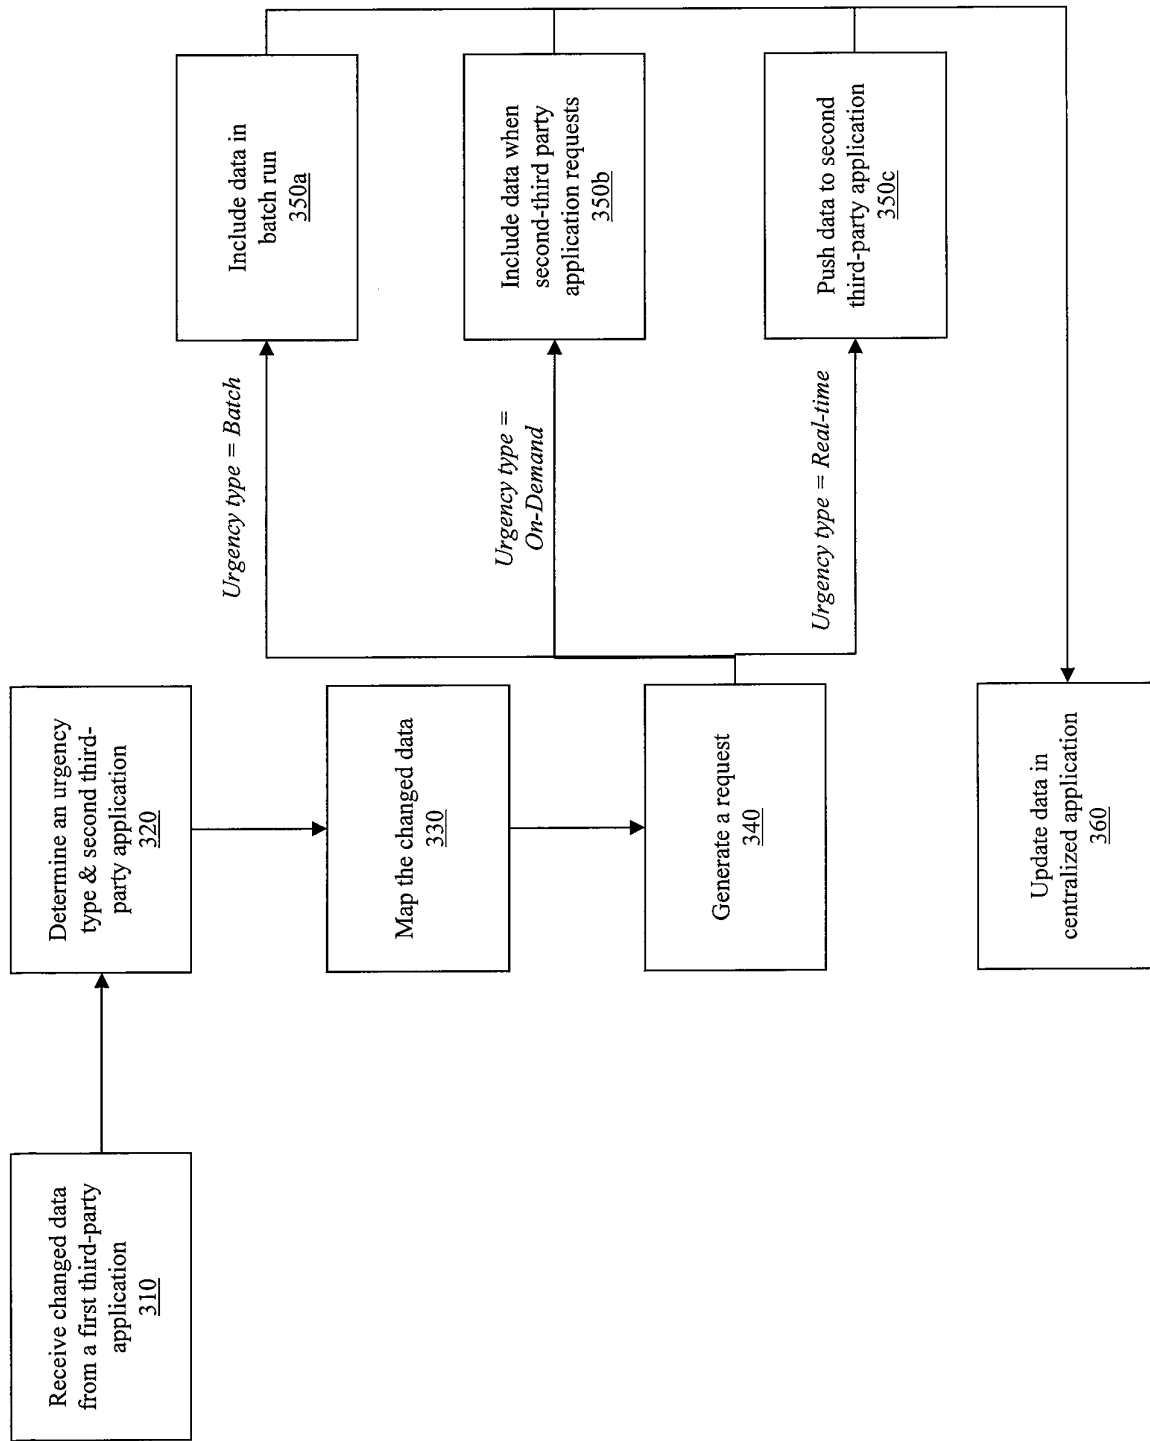 Receive changed data
from a first third-party
application
310
Determine an urgency
type & second third-
party application
320
Map the changed data
330
Generate a request
340
Urgency type = Batch
Include data in
batch run
350a
Urgency type =
On-Demand
Include data when
second-third party
application requests
350b
Urgency type = Real-time
Push data to second
third-party application
350c
Update data in
centralized application
360